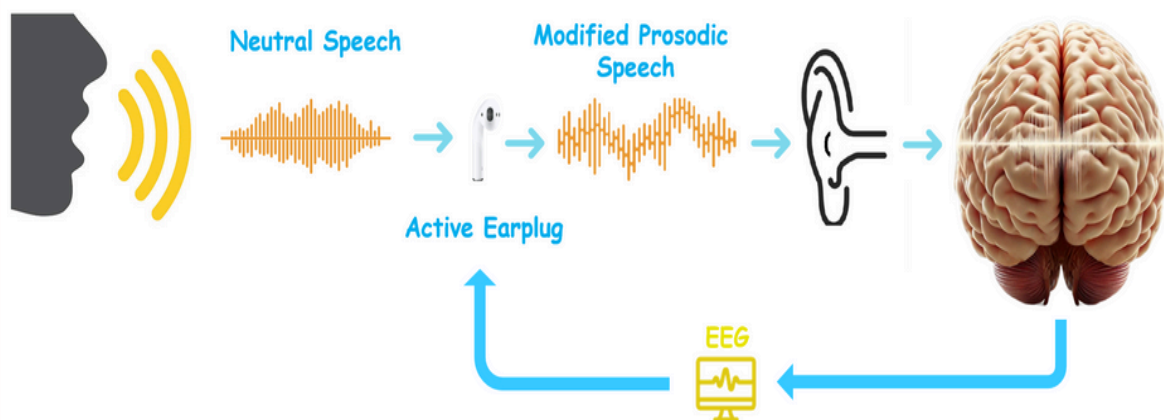 Neutral Speech
Modified Prosodic
Speech
Active Earplug
EEG